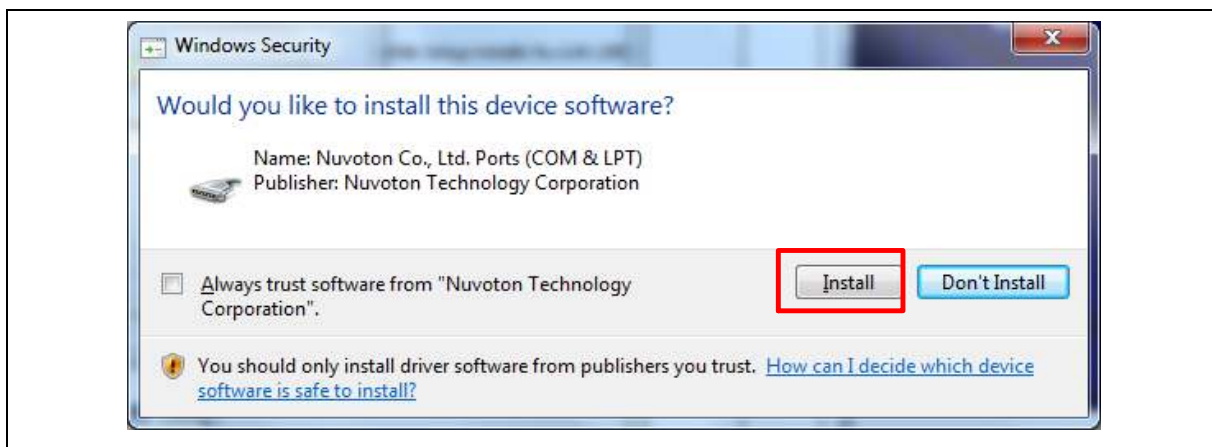 Windows Security
Would you like to install this device software?
Name: Nuvoton Co., Ltd. Ports (COM & LPT)
Publisher: Nuvoton Technology Corporation
Always trust software from "Nuvoton Technology
Corporation".
Install
Don't Install
You should only install driver software from publishers you trust. How can I decide which device
software is safe to install?